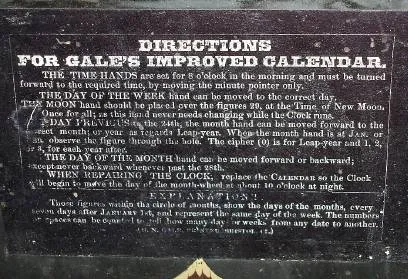 DIRECTIONS
FOR GALE'S IMPROVED CALENDAR.
THE TIME HANDS are set for 8 o'clock in the morning and must be turned
forward to the required time, by moving the minute pointer only.
THE DAY OF THE WEEK hand can be moved to the correct day.
THE MOON hand should be placed over the figures 29, at the Time of New Moon,
Once for all; as this hand never needs changing while the Clock runs.
DAY PREVIOUS the 24th, the month hand can be moved forward to the
rect month; or year as regards Leap-year. When the month hand is at JAN. or
observe the figure through the hole. The cipher (0) is for Leap-year and 1, 2,
3, for each year after.
THE DAY OF THE MONTH hand can be moved forward or backward;
except never backward whenever past the 28th.
WHEN REPAIRING THE CLOCK, replace the CALENDAR so the Clock
will begin to move the day of the month-wheel at about 10 o'clock at night.
EXPLANATION!
Those figures within the circle of months, show the days of the months, every
seven days after JANUARY 1st, and represent the same day of the week. The numbers
or spaces can be counted to tell how many days or weeks from any date to another.